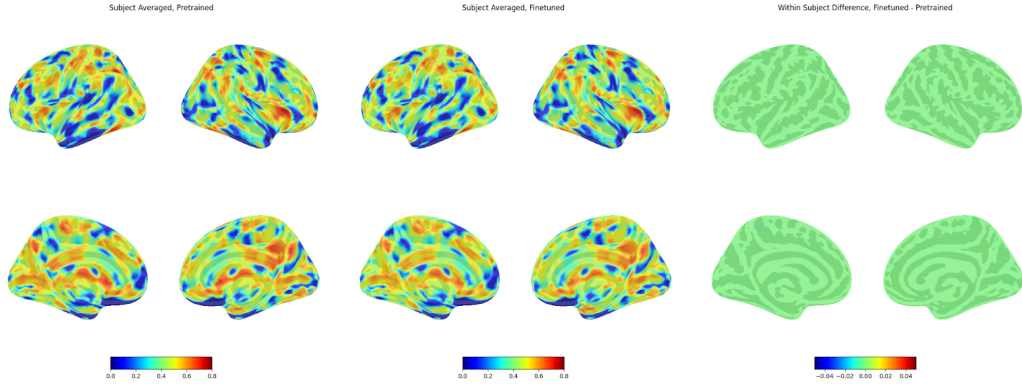 Subject Averaged, Pretrained
Subject Averaged, Finetuned
Within Subject Difference, Finetuned - Pretrained
0.0 0.2 0.4 0.6 0.8
0.0 0.2 0.4 0.6 0.8
−0.04 −0.02 0.00 0.02 0.04